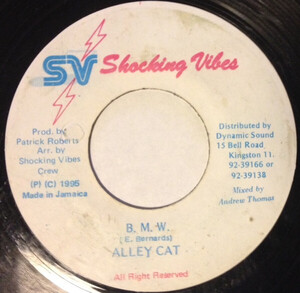 SV Shocking Vibes
Prod. by
Patrick Roberts
Arr. by
Shocking Vibes
Crew
(P) (C) 1995
Made in Jamaica
Distributed by
Dynamic Sound
15 Bell Road
Kingston 11.
92-39166 or
92-39138
Mixed by
Andrew Thomas
B. M. W.
(E. Bernards)
ALLEY CAT
All Right Reserved